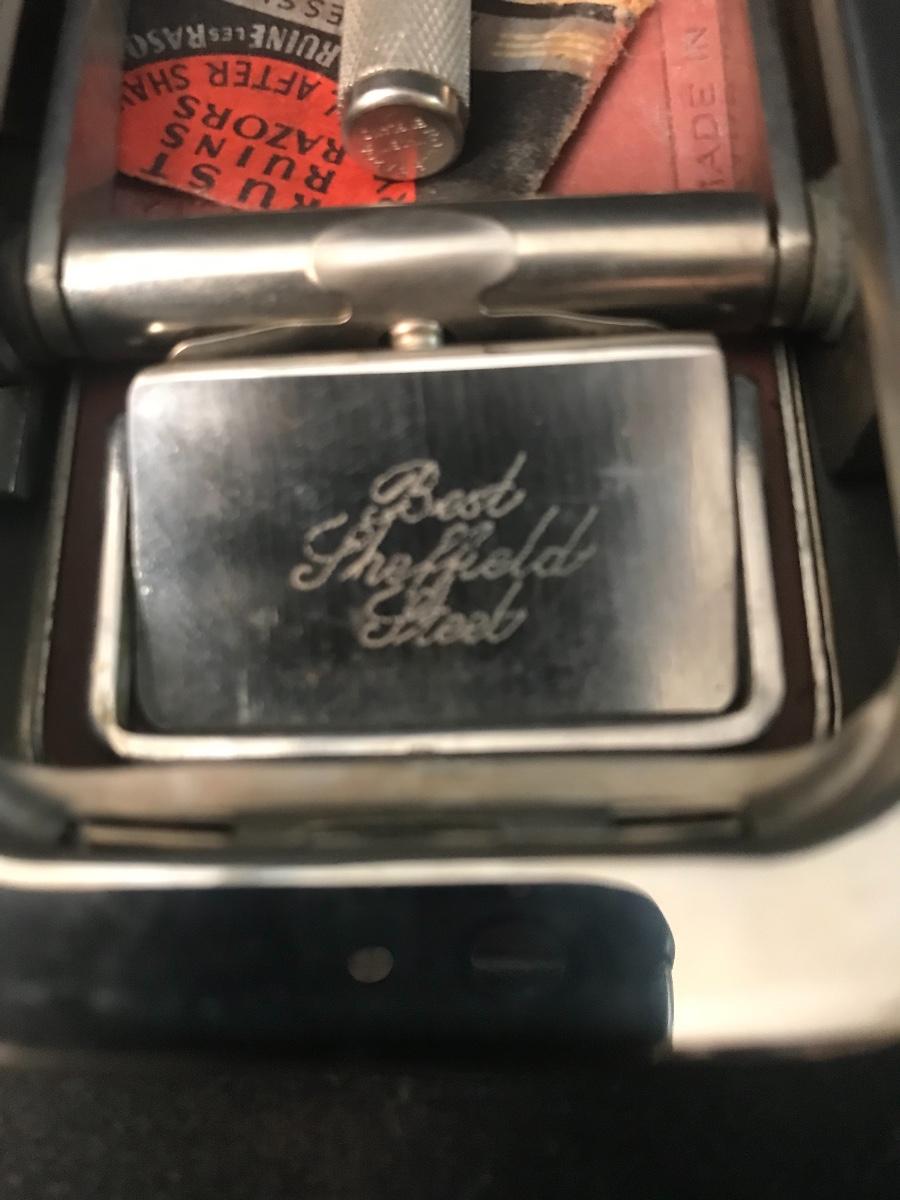 RUINE LES RASO
AFTER SHA
RAZORS
RUINS
RUST
MADE IN
Best
Sheffield
Steel